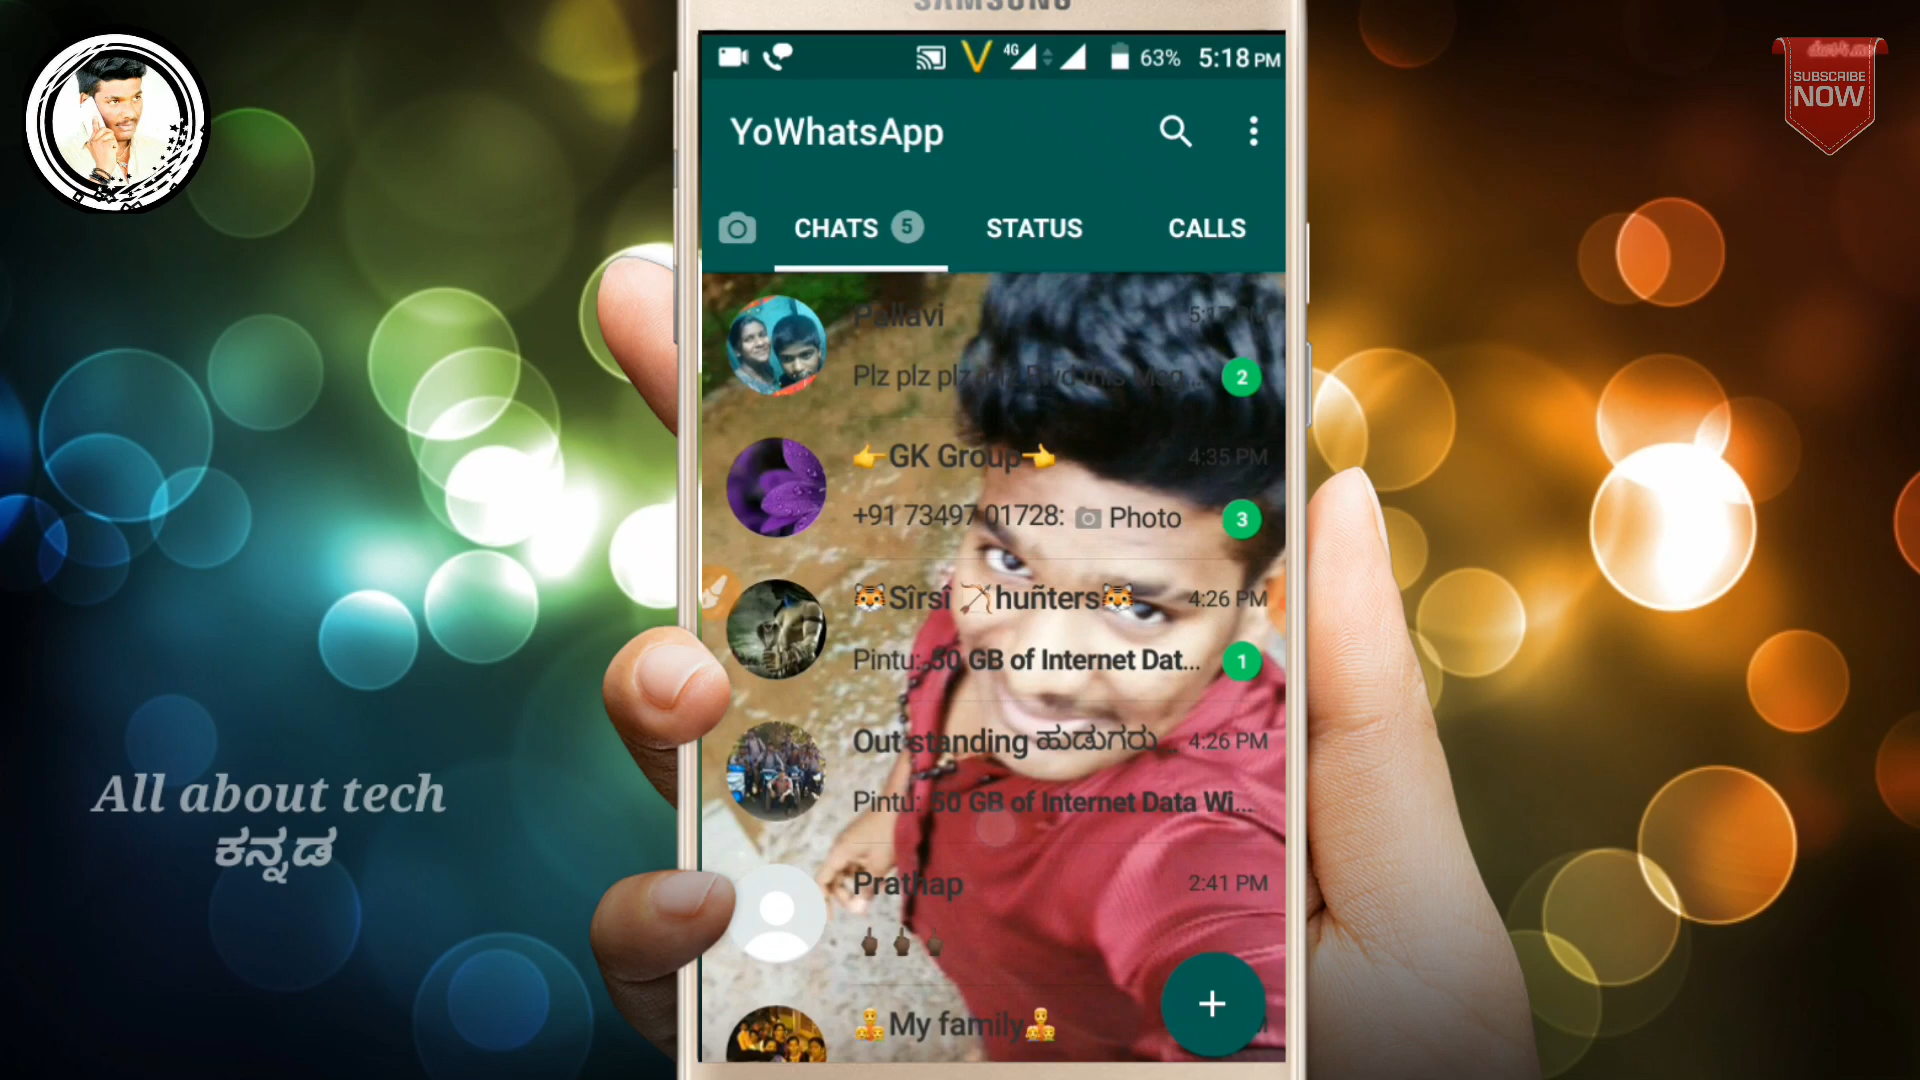 SAMSUNG
4G 63% 5:18 PM
YoWhatsApp
CHATS 5 STATUS CALLS
Pallavi
Plz plz plz
2
👉GK Group👈 4:35 PM
+91 73497 01728: Photo 3
🐯Sîrsî 🏹huñters🐯 4:26 PM
Pintu: 50 GB of Internet Dat... 1
Out standing ಹುಡುಗರು... 4:26 PM
Pintu: 50 GB of Internet Data Wi...
Prathap 2:41 PM
My family
All about tech
ಕನ್ನಡ
SUBSCRIBE
NOW